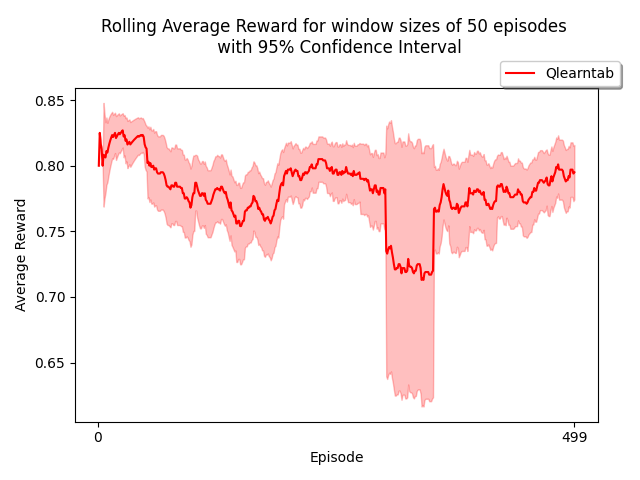 Rolling Average Reward for window sizes of 50 episodes
with 95% Confidence Interval
Qlearntab
0.85
0.80
0.75
0.70
0.65
Average Reward
0
499
Episode